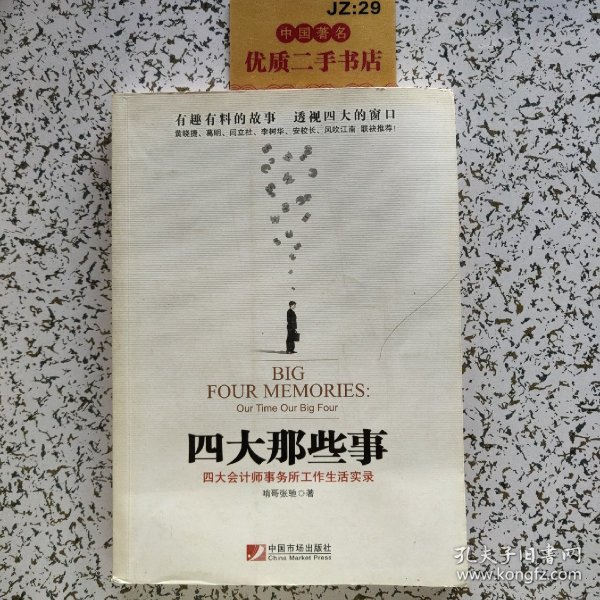 JZ:29
中国著名
优质二手书店
有趣有料的故事 透视四大的窗口
黄晓捷、葛明、闫立社、李树华、安校长、风吹江南 联袂推荐!
BIG
FOUR MEMORIES:
Our Time Our Big Four
四大那些事
四大会计师事务所工作生活实录
喃哥张驰◎著
中国市场出版社
China Market Press
孔夫子旧书网
www.kongfz.com